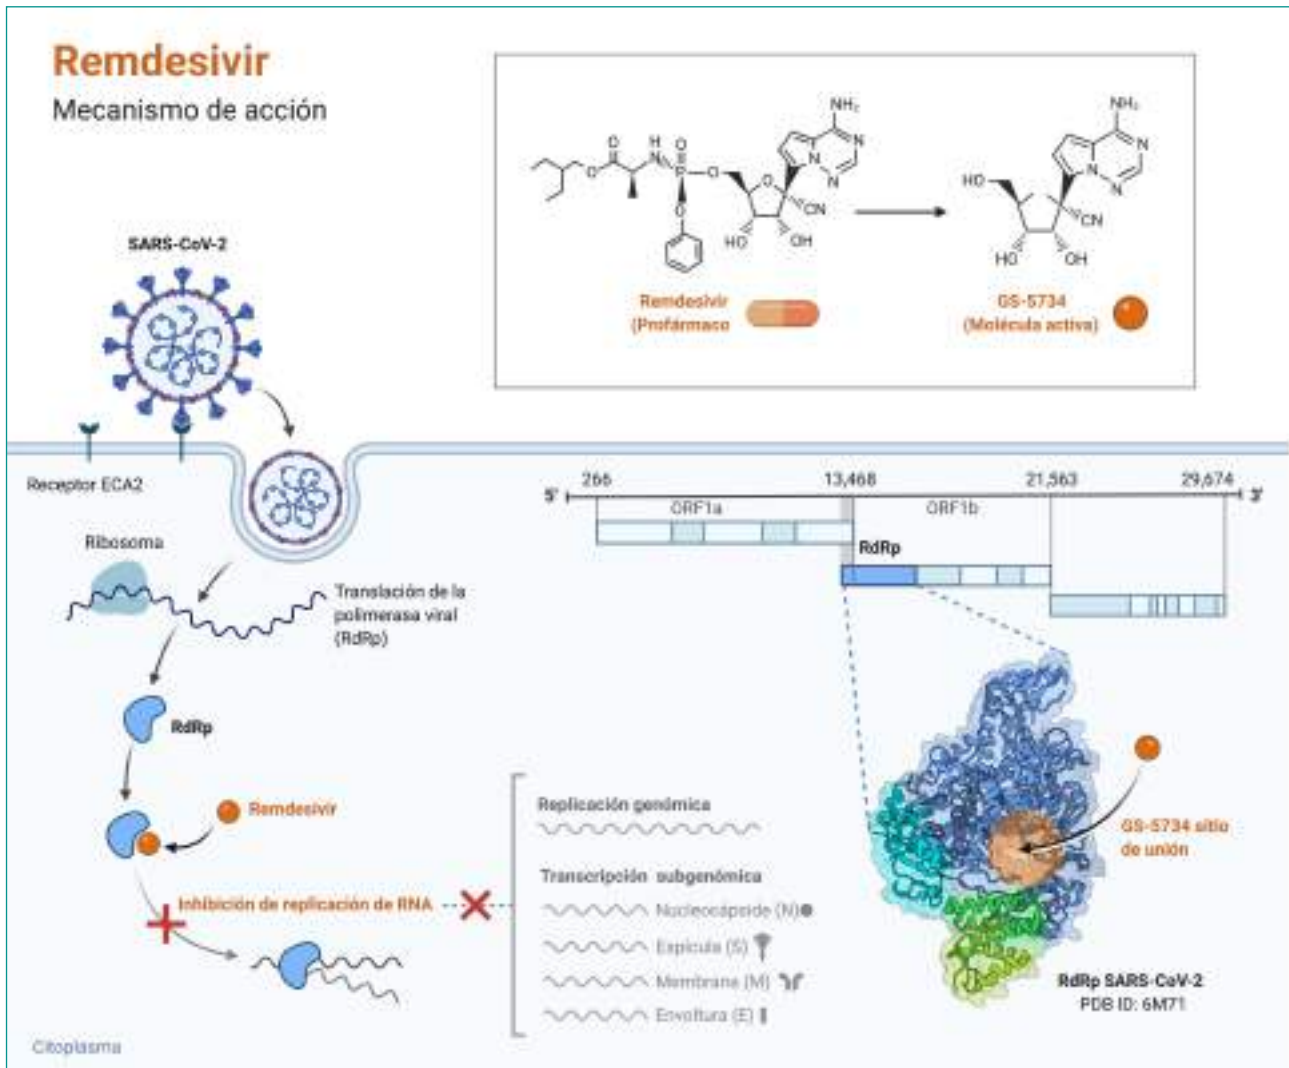 Remdesivir
Mecanismo de acción
NH₂
O
H
N
O
P
O
O
O
O
N
N
N
CN
HO
OH
Remdesivir
(Profármaco
NH₂
N
N
N
HO
CN
HO
OH
GS-5734
(Molécula activa)
SARS-CoV-2
Receptor ECA2
Ribosoma
Translación de la
polimerasa viral
(RdRp)
RdRp
Remdesivir
Inhibición de replicación de RNA
Citoplasma
266
13,468
21,563
29,674
5'
3'
ORF1a
ORF1b
RdRp
Replicación genómica
Transcripción subgenómica
Nucleocápside (N)
Espícula (S)
Membrana (M)
Envoltura (E)
GS-5734 sitio
de unión
RdRp SARS-CoV-2
PDB ID: 6M71